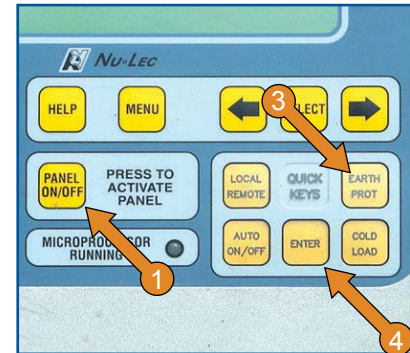 Nu-Lec
HELP
MENU
SELECT
3
PANEL
ON/OFF
PRESS TO
ACTIVATE
PANEL
LOCAL
REMOTE
QUICK
KEYS
EARTH
PROT
MICROPROCESSOR
RUNNING
AUTO
ON/OFF
ENTER
COLD
LOAD
1
4